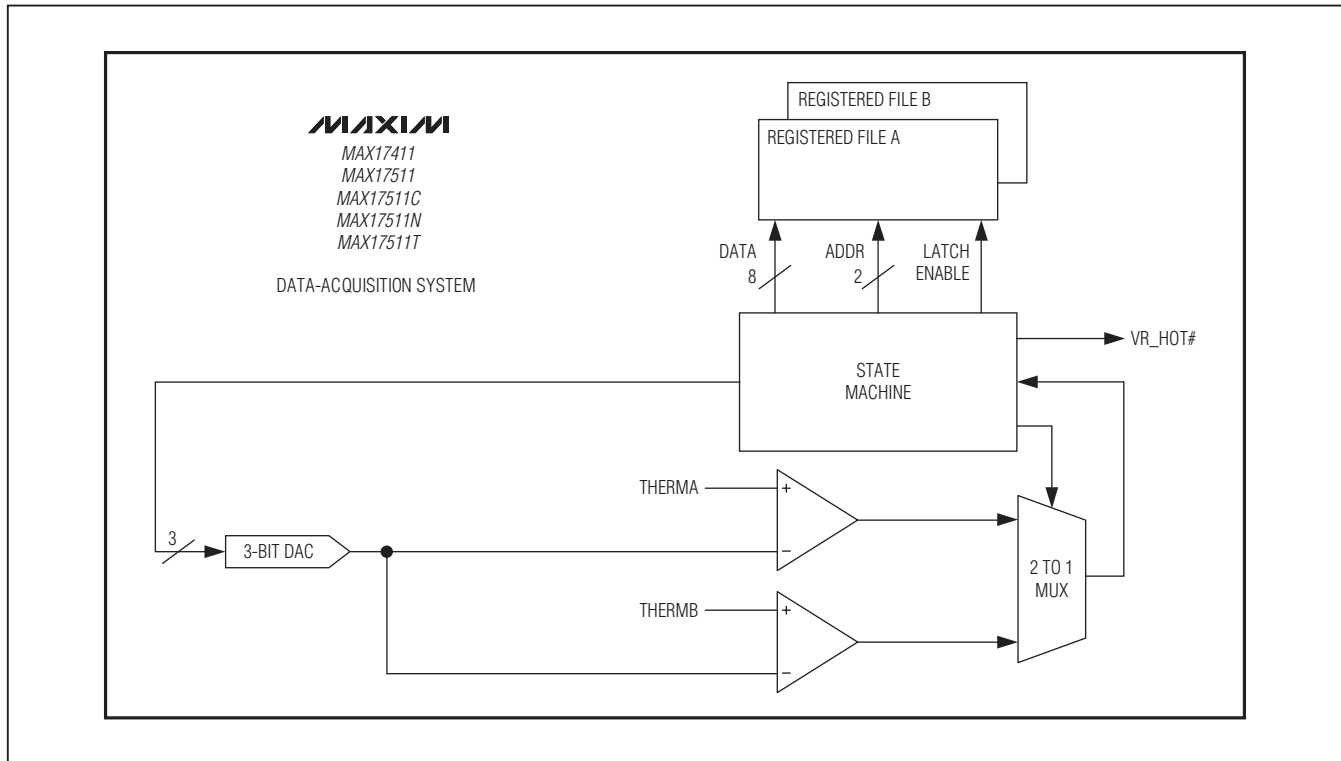 MAXIM
MAX17411
MAX17511
MAX17511C
MAX17511N
MAX17511T
DATA-ACQUISITION SYSTEM
REGISTERED FILE B
REGISTERED FILE A
DATA
8
ADDR
2
LATCH
ENABLE
STATE
MACHINE
VR_HOT#
THERMA
+
−
3
3-BIT DAC
2 TO 1
MUX
THERMB
+
−